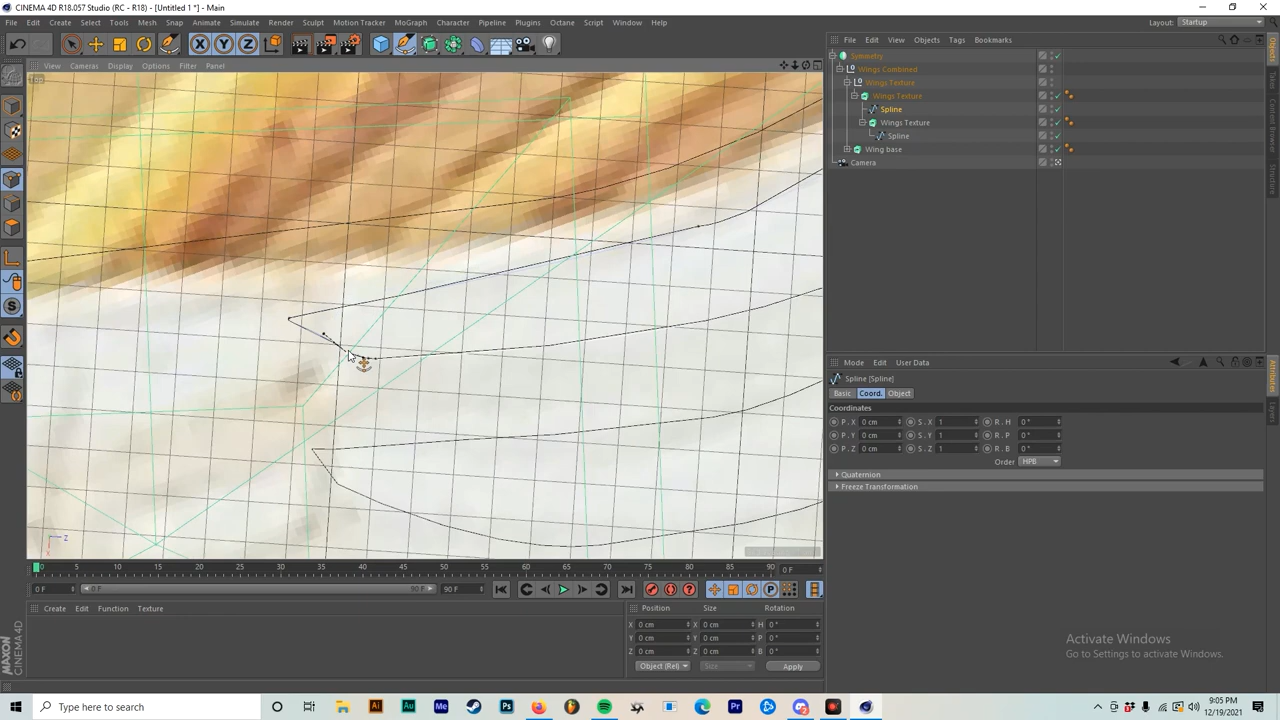 CINEMA 4D R18.057 Studio (RC - R18) - [Untitled 1 *] - Main
File Edit Create Select Tools Mesh Snap Animate Simulate Render Sculpt Motion Tracker MoGraph Character Pipeline Plugins Octane Script Window Help
Layout: Startup
X Y Z
View Cameras Display Options Filter Panel
File Edit View Objects Tags Bookmarks
Symmetry
Wings Combined
Wings Texture
Wings Texture
Spline
Wings Texture
Spline
Wing base
Camera
Objects
Takes
Content Browser
Structure
Mode Edit User Data
Spline [Spline]
Basic Coord. Object
Coordinates
P . X 0 cm S . X 1 R . H 0 °
P . Y 0 cm S . Y 1 R . P 0 °
P . Z 0 cm S . Z 1 R . B 0 °
Order HPB
Quaternion
Freeze Transformation
Attributes
Layers
0 5 10 15 20 25 30 35 40 45 50 55 60 65 70 75 80 85 90 0 F
0 F 0 F 90 F 90 F
Create Edit Function Texture
Position Size Rotation
X 0 cm X 0 cm H 0 °
Y 0 cm Y 0 cm P 0 °
Z 0 cm Z 0 cm B 0 °
Object (Rel) Size Apply
MAXON CINEMA 4D
Activate Windows
Go to Settings to activate Windows.
Type here to search
9:05 PM
12/19/2021